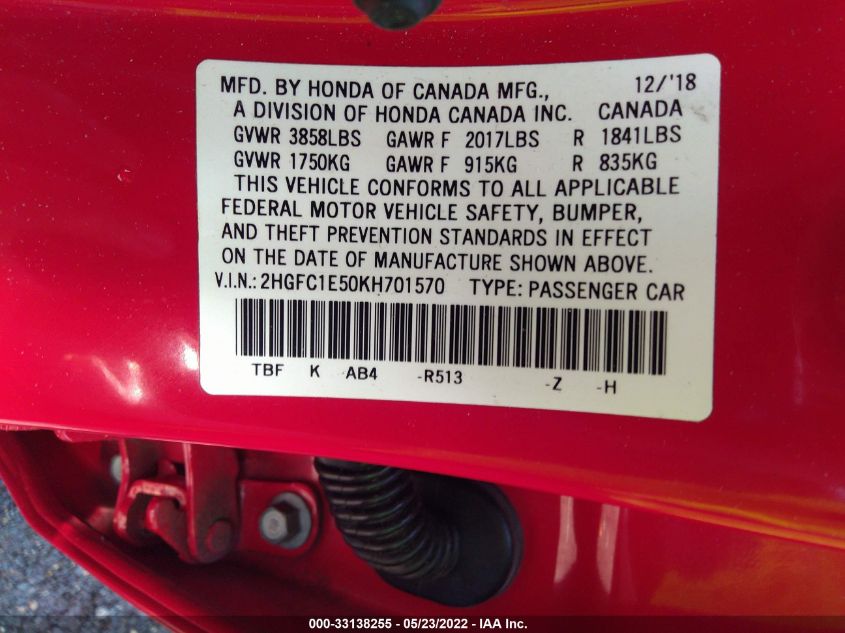 MFD. BY HONDA OF CANADA MFG., 12/'18
A DIVISION OF HONDA CANADA INC. CANADA
GVWR 3858LBS GAWR F 2017LBS R 1841LBS
GVWR 1750KG GAWR F 915KG R 835KG
THIS VEHICLE CONFORMS TO ALL APPLICABLE
FEDERAL MOTOR VEHICLE SAFETY, BUMPER,
AND THEFT PREVENTION STANDARDS IN EFFECT
ON THE DATE OF MANUFACTURE SHOWN ABOVE.
V.I.N.: 2HGFC1E50KH701570 TYPE: PASSENGER CAR
TBF K AB4 -R513 -Z -H
000-33138255 - 05/23/2022 - IAA Inc.